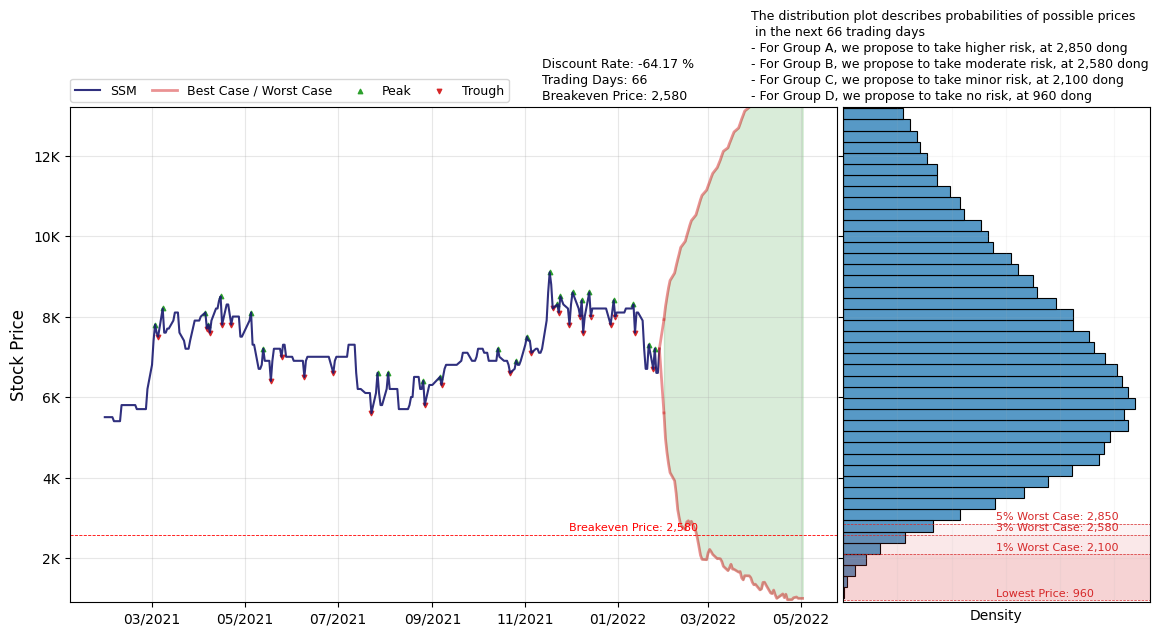 The distribution plot describes probabilities of possible prices
in the next 66 trading days
- For Group A, we propose to take higher risk, at 2,850 dong
- For Group B, we propose to take moderate risk, at 2,580 dong
- For Group C, we propose to take minor risk, at 2,100 dong
- For Group D, we propose to take no risk, at 960 dong
Discount Rate: -64.17 %
Trading Days: 66
Breakeven Price: 2,580
SSM
Best Case / Worst Case
Peak
Trough
Stock Price
12K
10K
8K
6K
4K
2K
Breakeven Price: 2,580
03/2021
05/2021
07/2021
09/2021
11/2021
01/2022
03/2022
05/2022
5% Worst Case: 2,850
3% Worst Case: 2,580
1% Worst Case: 2,100
Lowest Price: 960
Density